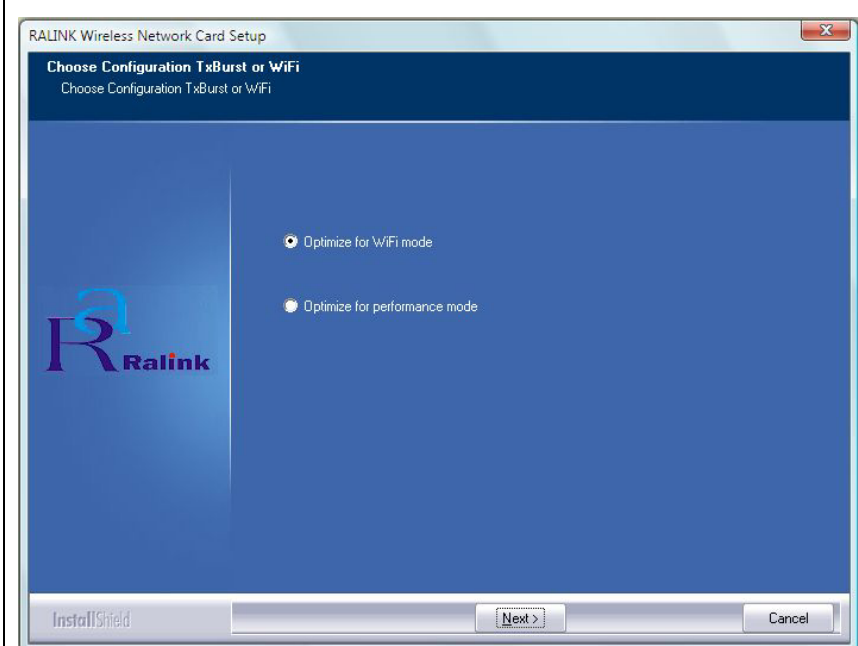 RALINK Wireless Network Card Setup
Choose Configuration TxBurst or WiFi
Choose Configuration TxBurst or WiFi
Optimize for WiFi mode
Optimize for performance mode
Ra
Ralink
InstallShield
Next >
Cancel